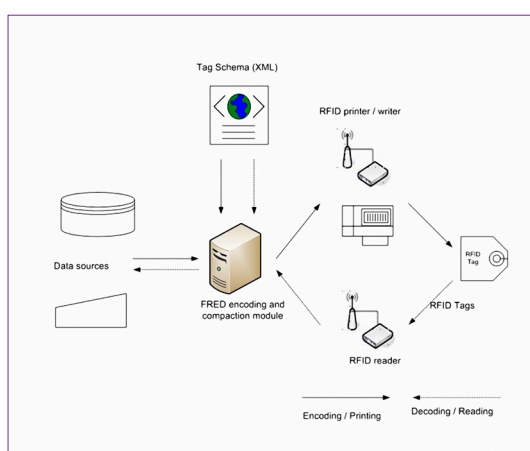 Tag Schema (XML)
RFID printer / writer
Data sources
FRED encoding and
compaction module
RFID
Tag
RFID Tags
RFID reader
Encoding / Printing
Decoding / Reading